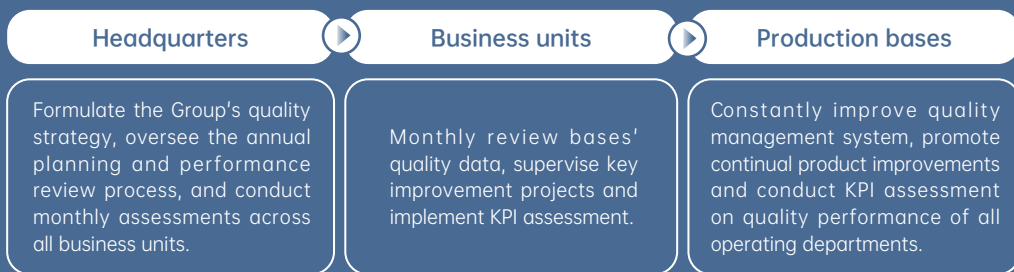 Headquarters
Business units
Production bases
Formulate the Group's quality
strategy, oversee the annual
planning and performance
review process, and conduct
monthly assessments across
all business units.
Monthly review bases'
quality data, supervise key
improvement projects and
implement KPI assessment.
Constantly improve quality
management system, promote
continual product improvements
and conduct KPI assessment
on quality performance of all
operating departments.